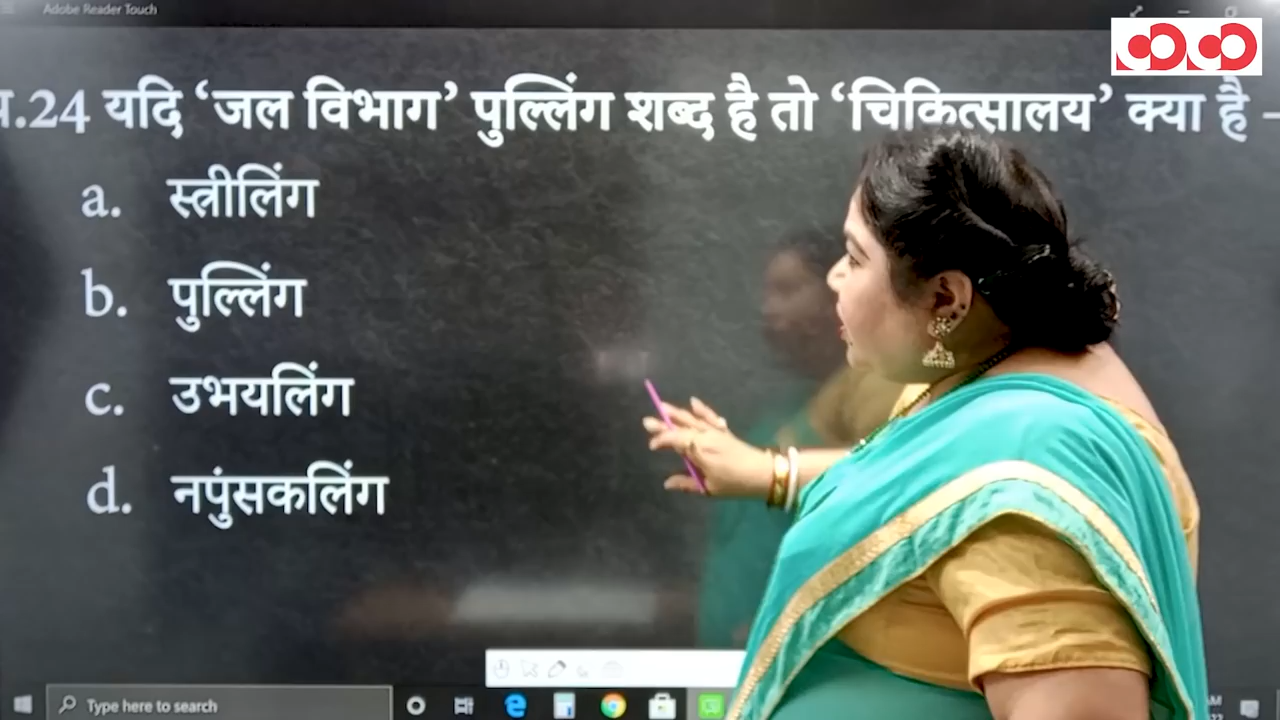 Adobe Reader Touch
प्र.24 यदि ‘जल विभाग’ पुल्लिंग शब्द है तो ‘चिकित्सालय’ क्या है –
a. स्त्रीलिंग
b. पुल्लिंग
c. उभयलिंग
d. नपुंसकलिंग
Type here to search